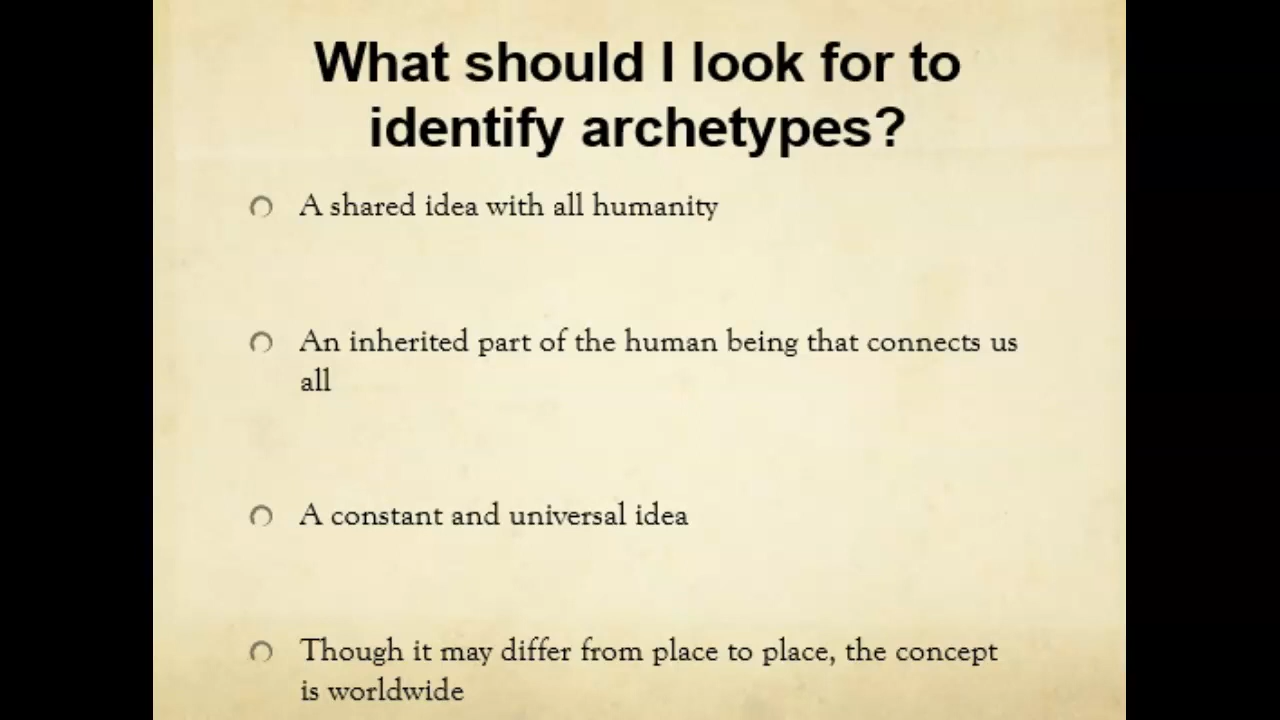 What should I look for to
identify archetypes?
A shared idea with all humanity
An inherited part of the human being that connects us
all
A constant and universal idea
Though it may differ from place to place, the concept
is worldwide